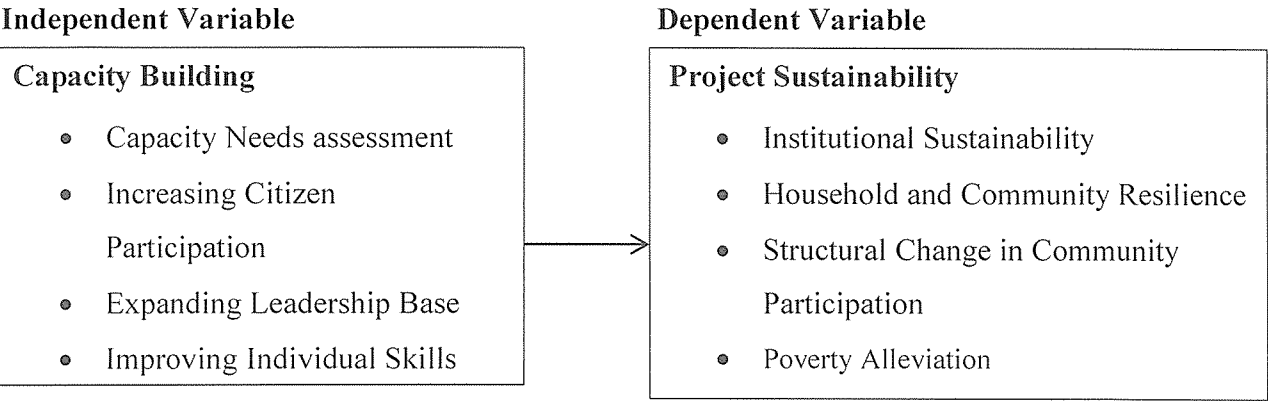 Independent Variable
Capacity Building
• Capacity Needs assessment
• Increasing Citizen
Participation
• Expanding Leadership Base
• Improving Individual Skills
Dependent Variable
Project Sustainability
• Institutional Sustainability
• Household and Community Resilience
• Structural Change in Community
Participation
• Poverty Alleviation